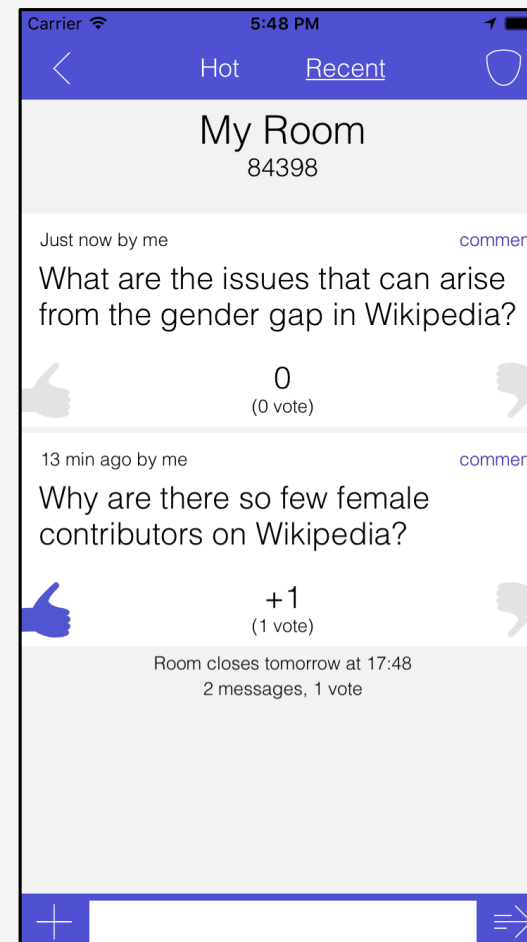 Carrier 5:48 PM
Hot Recent
My Room
84398
Just now by me commen
What are the issues that can arise
from the gender gap in Wikipedia?
0
(0 vote)
13 min ago by me commen
Why are there so few female
contributors on Wikipedia?
+1
(1 vote)
Room closes tomorrow at 17:48
2 messages, 1 vote